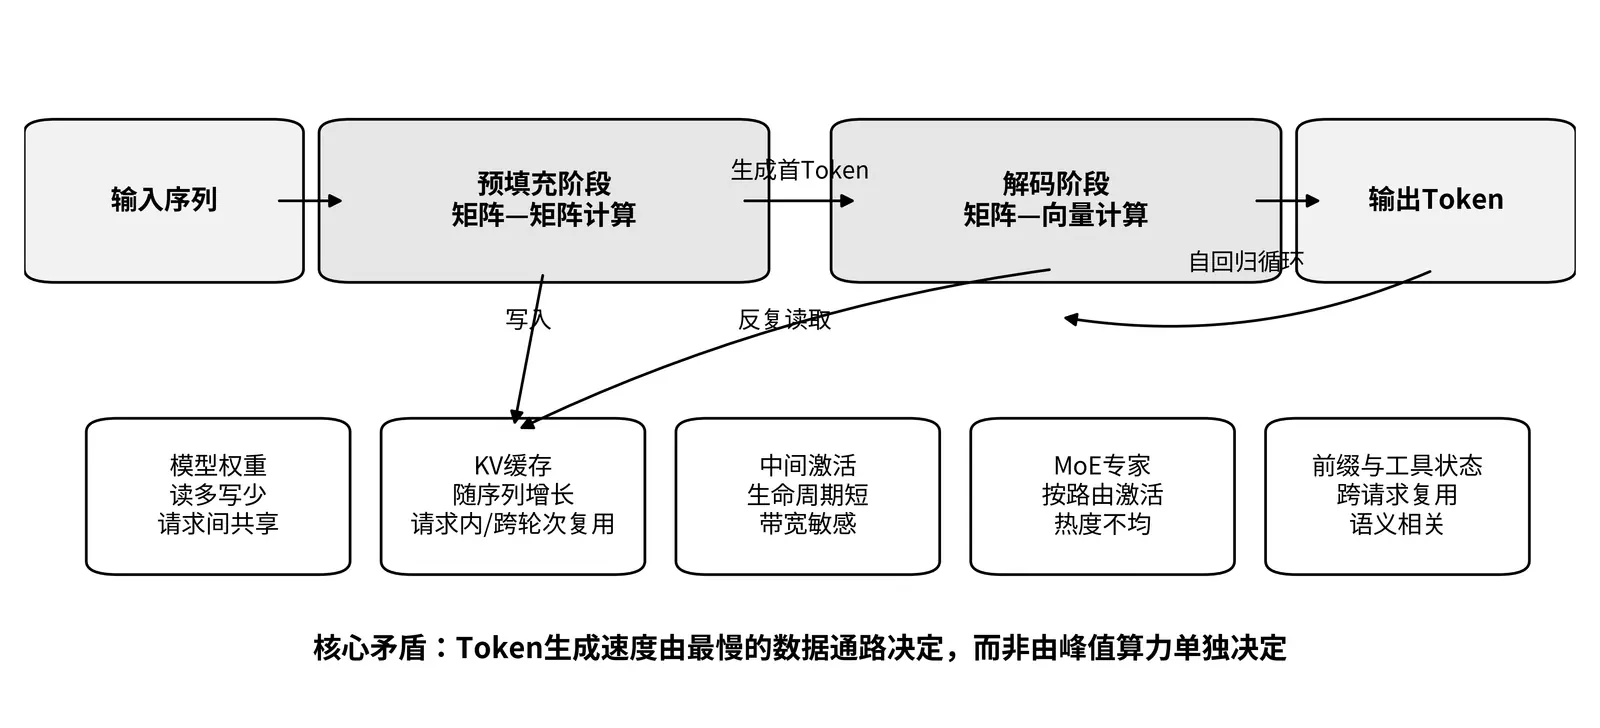 输入序列
预填充阶段
矩阵—矩阵计算
生成首Token
解码阶段
矩阵—向量计算
输出Token
自回归循环
写入
反复读取
模型权重
读多写少
请求间共享
KV缓存
随序列增长
请求内/跨轮次复用
中间激活
生命周期短
带宽敏感
MoE专家
按路由激活
热度不均
前缀与工具状态
跨请求复用
语义相关
核心矛盾：Token生成速度由最慢的数据通路决定，而非由峰值算力单独决定